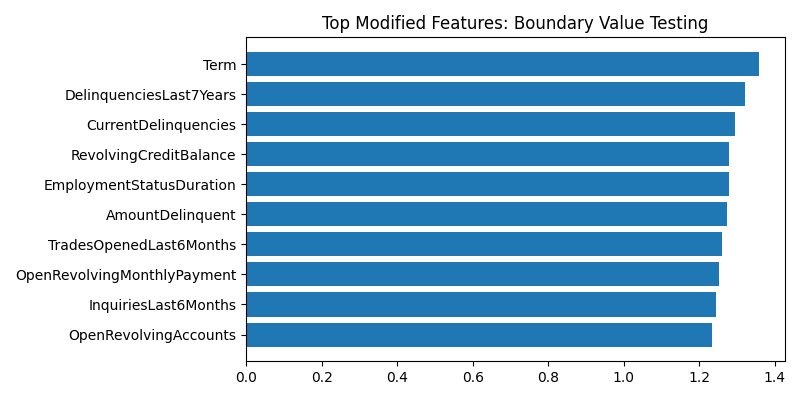 Top Modified Features: Boundary Value Testing
Term
DelinquenciesLast7Years
CurrentDelinquencies
RevolvingCreditBalance
EmploymentStatusDuration
AmountDelinquent
TradesOpenedLast6Months
OpenRevolvingMonthlyPayment
InquiriesLast6Months
OpenRevolvingAccounts
0.0 0.2 0.4 0.6 0.8 1.0 1.2 1.4